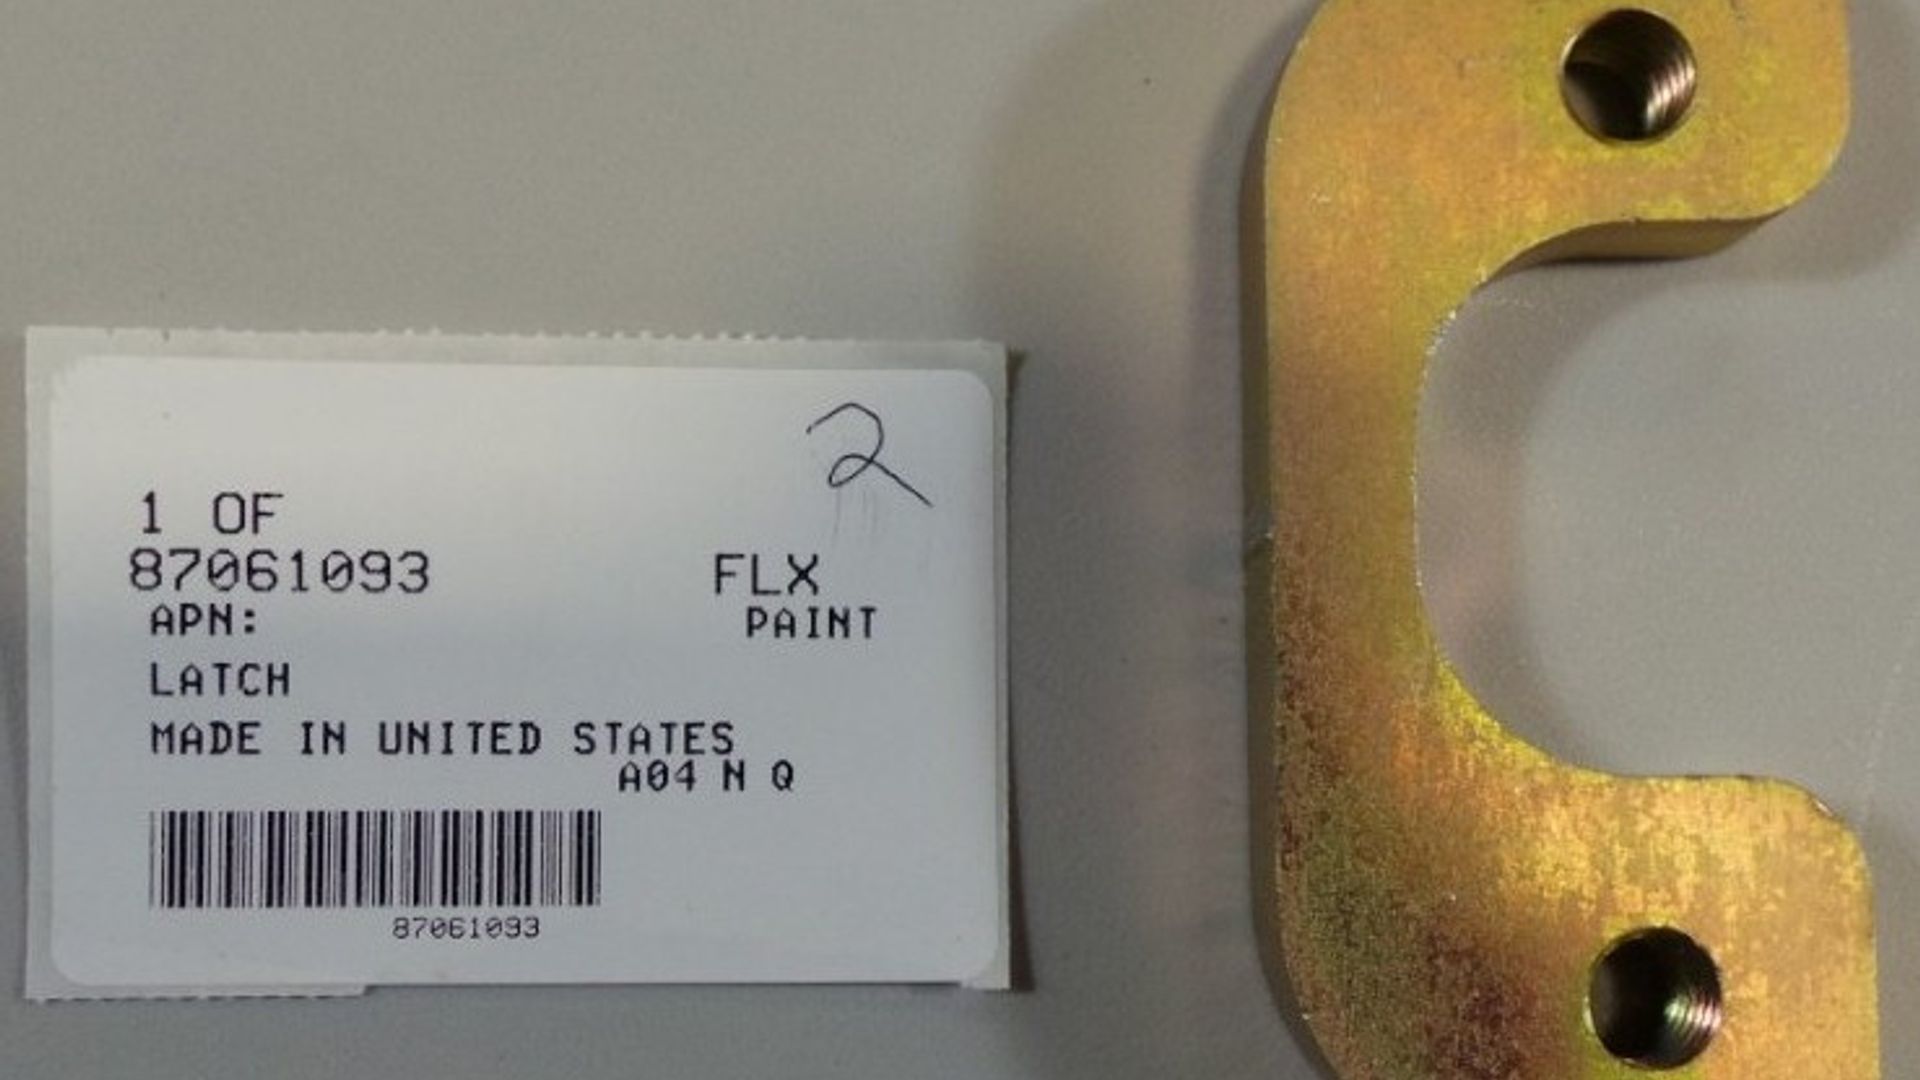 2
1 OF
87061093 FLX
APN: PAINT
LATCH
MADE IN UNITED STATES
A04 N Q
87061093